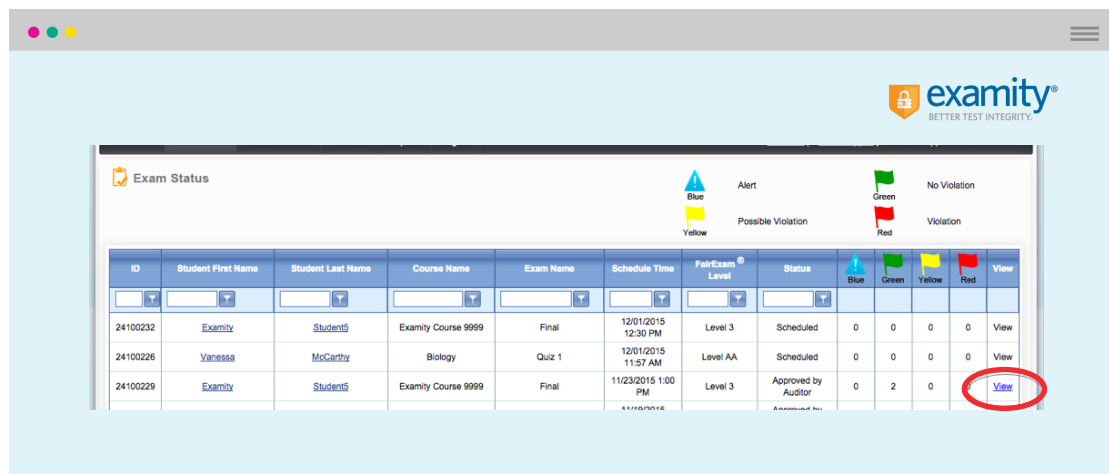 examity®
BETTER TEST INTEGRITY.
Exam Status
Blue Alert Green No Violation
Yellow Possible Violation Red Violation
ID Student First Name Student Last Name Course Name Exam Name Schedule Time FairExam® Level Status Blue Green Yellow Red View
24100232 Examity Student5 Examity Course 9999 Final 12/01/2015 12:30 PM Level 3 Scheduled 0 0 0 0 View
24100226 Vanessa McCarthy Biology Quiz 1 12/01/2015 11:57 AM Level AA Scheduled 0 0 0 0 View
24100229 Examity Student5 Examity Course 9999 Final 11/23/2015 1:00 PM Level 3 Approved by Auditor 0 2 0 0 View